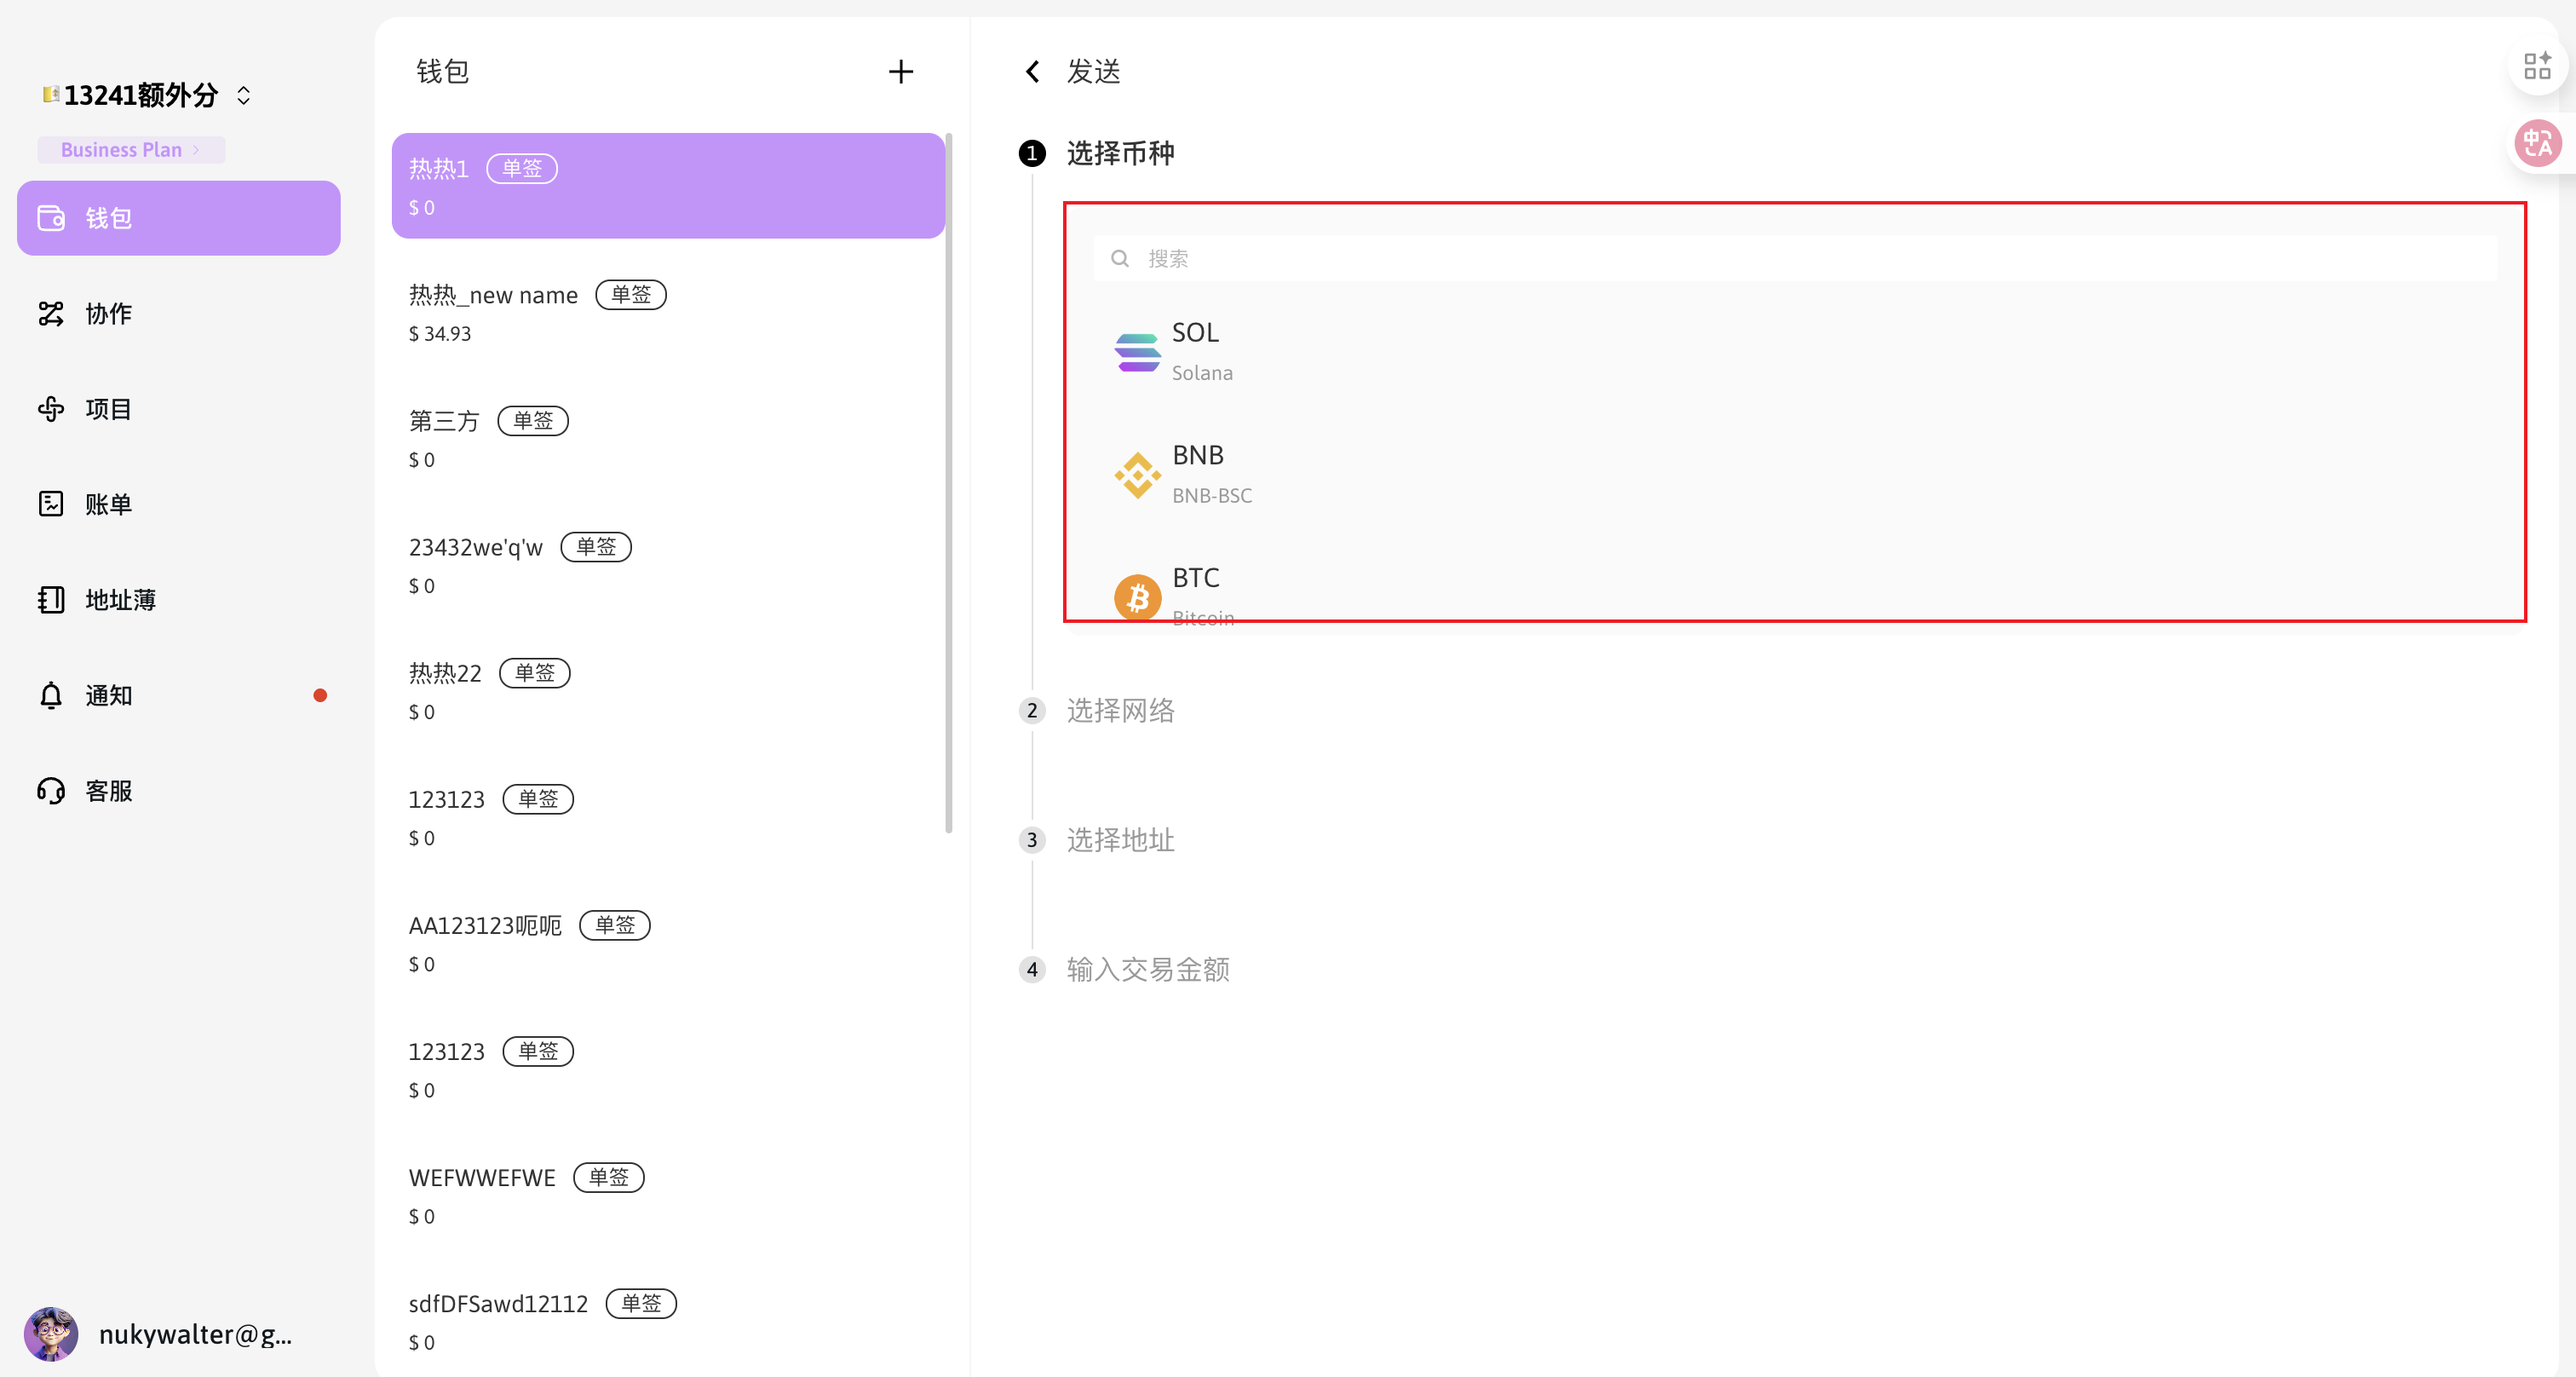 13241额外分
Business Plan
钱包
协作
项目
账单
地址薄
通知
客服
nukywalter@g...
钱包
热热1 单签
$ 0
热热_new name 单签
$ 34.93
第三方 单签
$ 0
23432we'q'w 单签
$ 0
热热22 单签
$ 0
123123 单签
$ 0
AA123123呃呃 单签
$ 0
123123 单签
$ 0
WEFWWEFWE 单签
$ 0
sdfDFSawd12112 单签
$ 0
发送
1 选择币种
搜索
SOL
Solana
BNB
BNB-BSC
BTC
Bitcoin
2 选择网络
3 选择地址
4 输入交易金额
中A